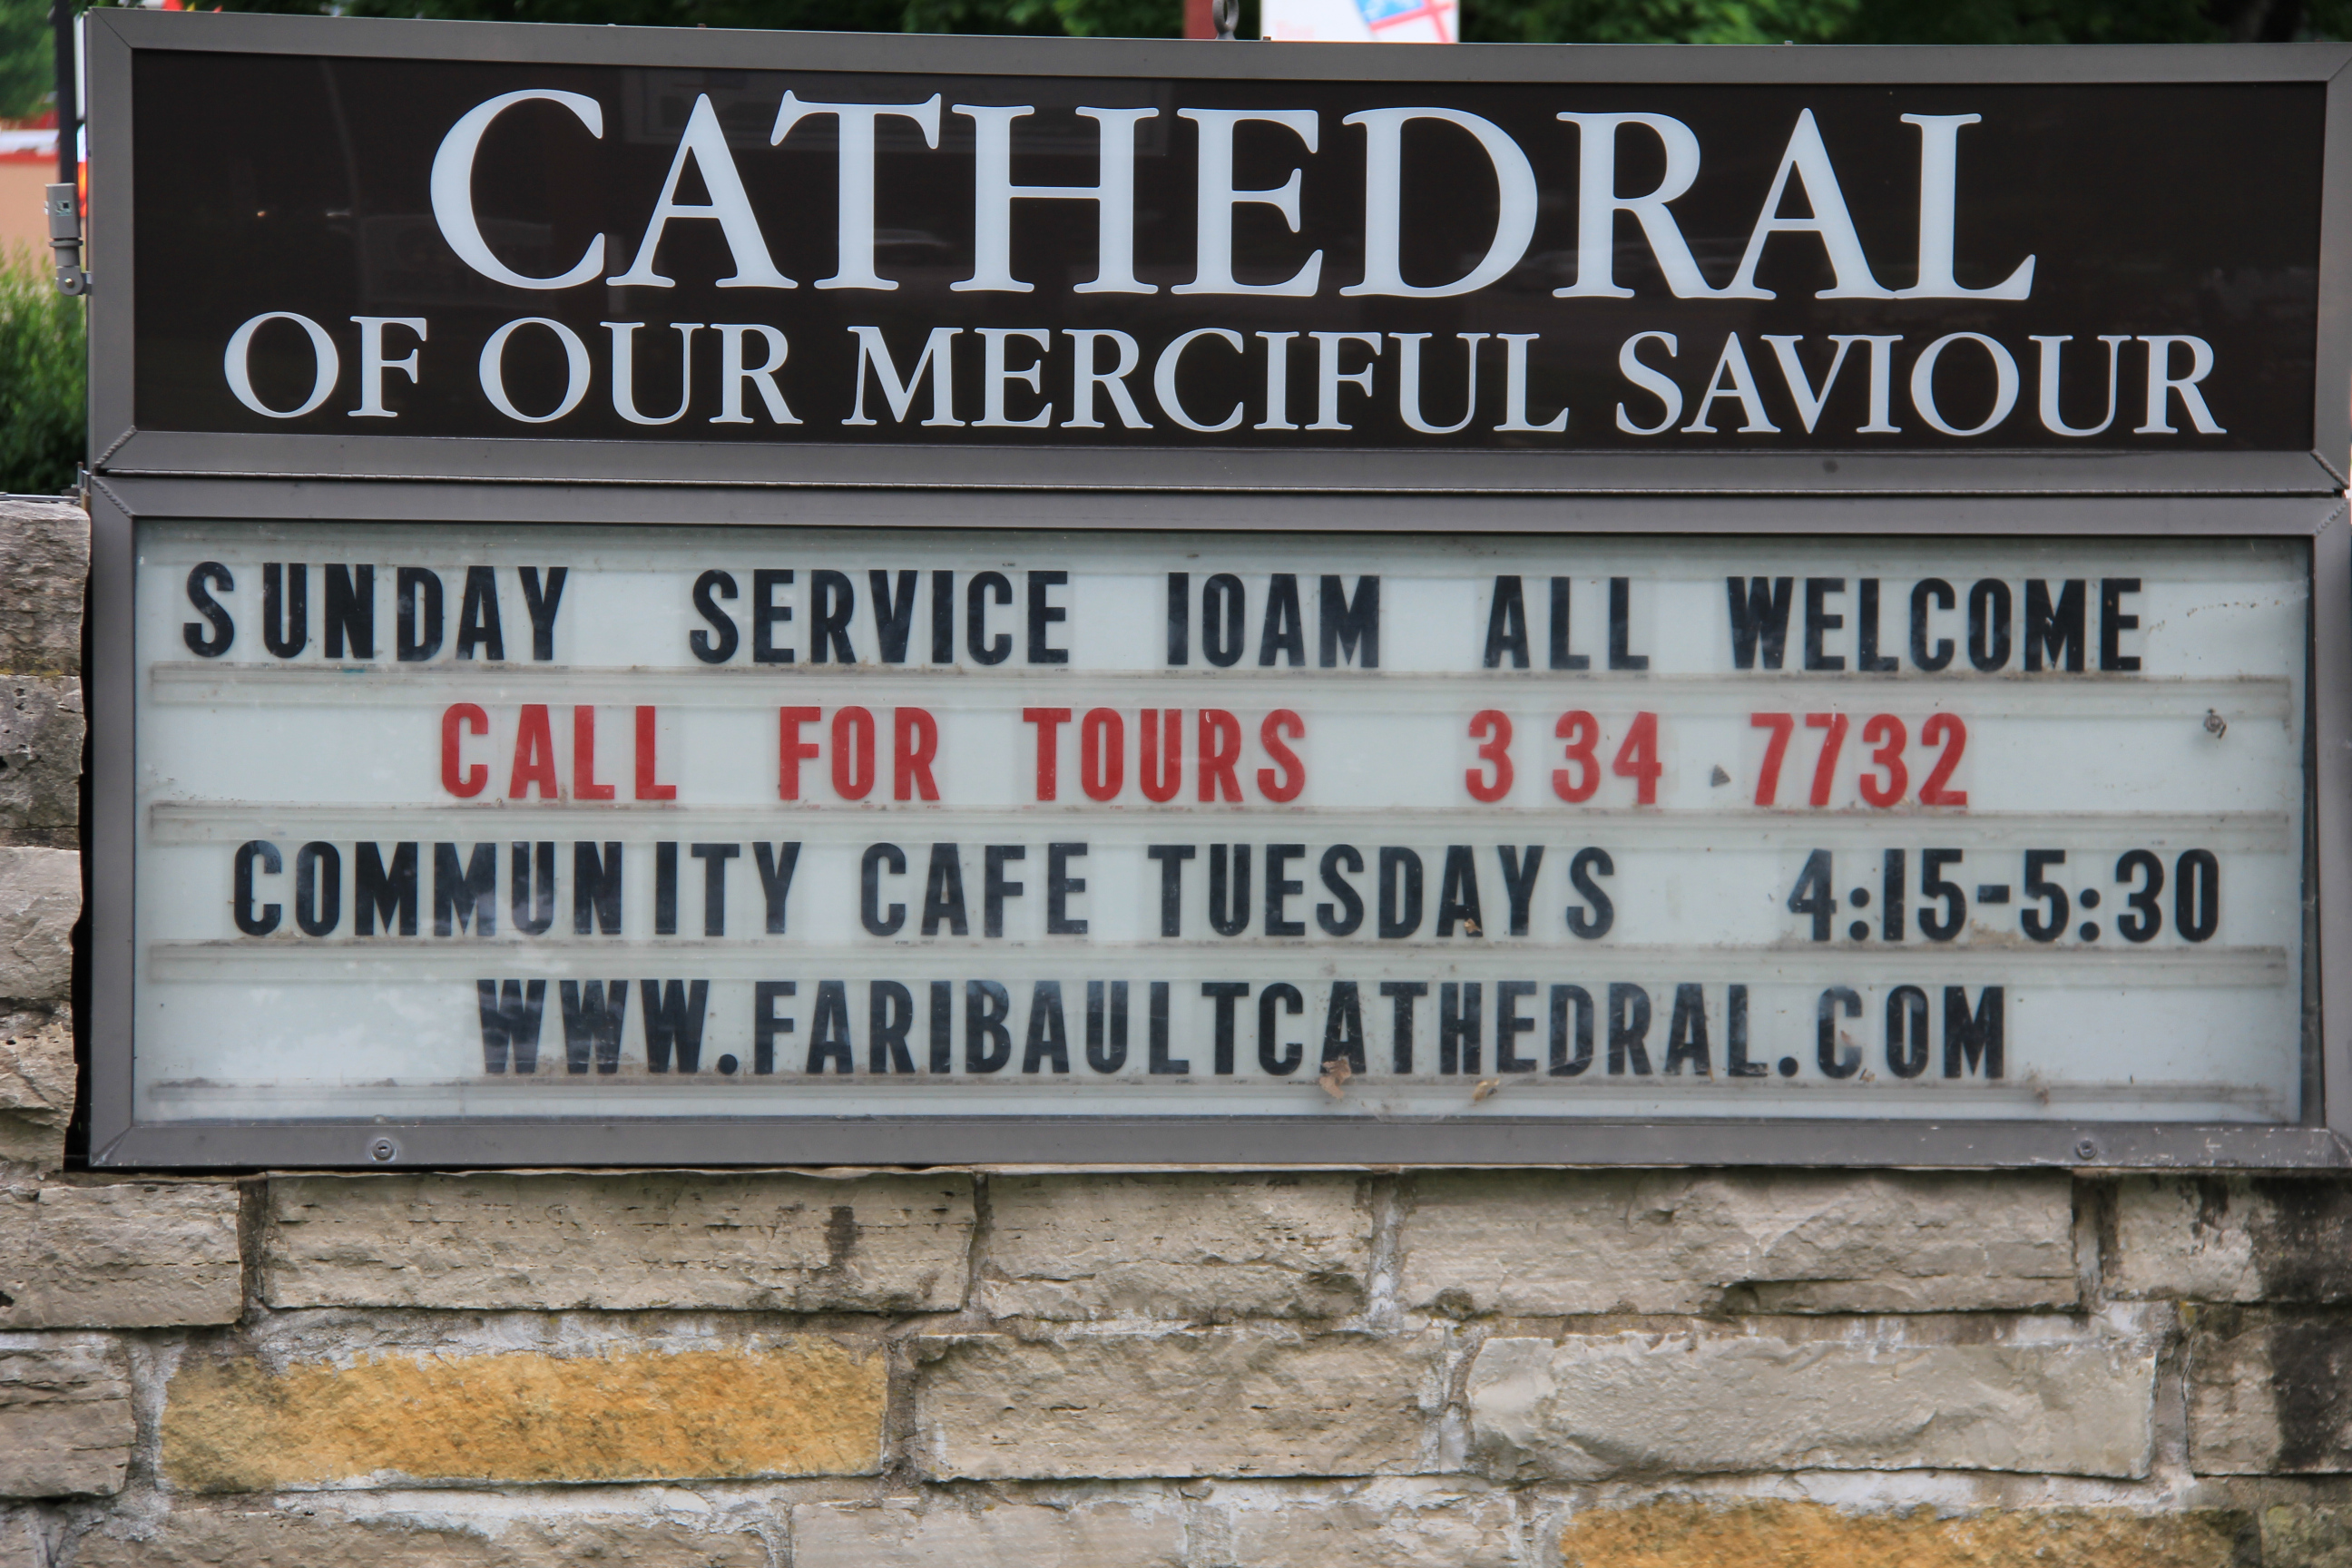 CATHEDRAL
OF OUR MERCIFUL SAVIOUR
SUNDAY SERVICE 10AM ALL WELCOME
CALL FOR TOURS 334 7732
COMMUNITY CAFE TUESDAYS 4:15-5:30
WWW.FARIBAULTCATHEDRAL.COM